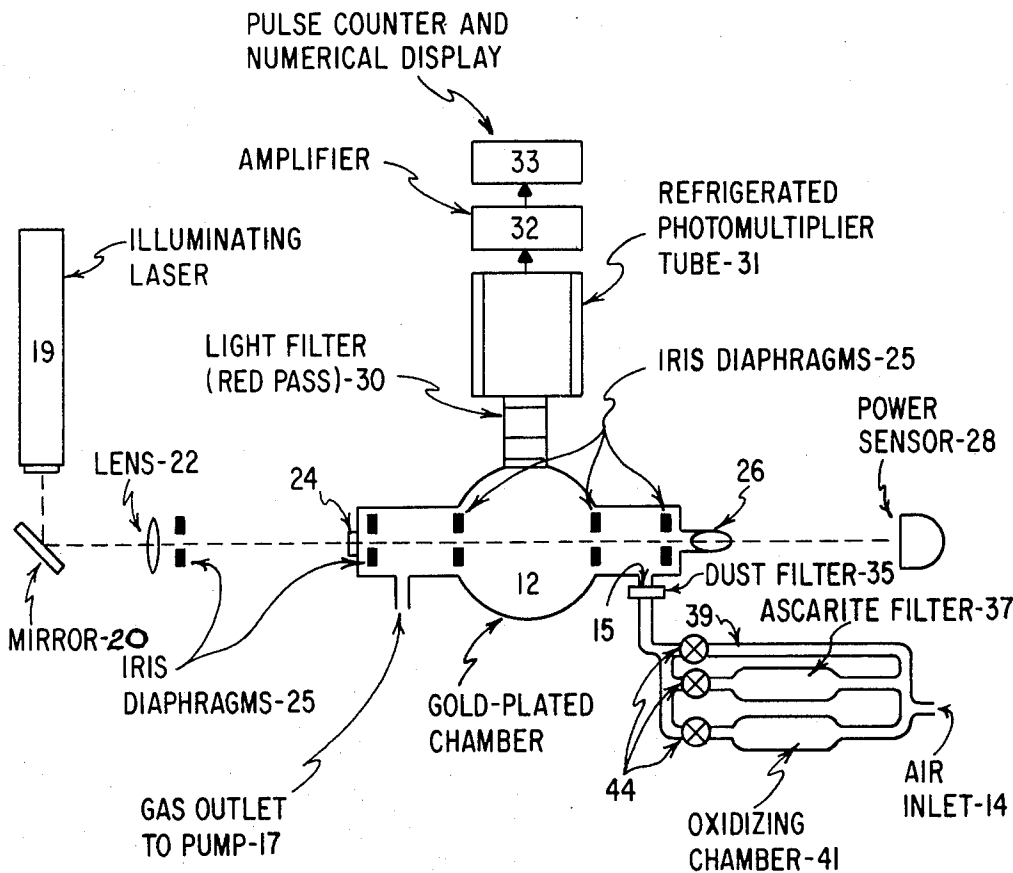 PULSE COUNTER AND
NUMERICAL DISPLAY
33
AMPLIFIER
32
REFRIGERATED
PHOTOMULTIPLIER
TUBE-31
ILLUMINATING
LASER
19
LIGHT FILTER
(RED PASS)-30
IRIS DIAPHRAGMS-25
POWER
SENSOR-28
LENS-22
24
26
12
MIRROR-20
IRIS
DIAPHRAGMS-25
GOLD-PLATED
CHAMBER
15
DUST FILTER-35
ASCARITE FILTER-37
39
44
GAS OUTLET
TO PUMP-17
OXIDIZING
CHAMBER-41
AIR
INLET-14